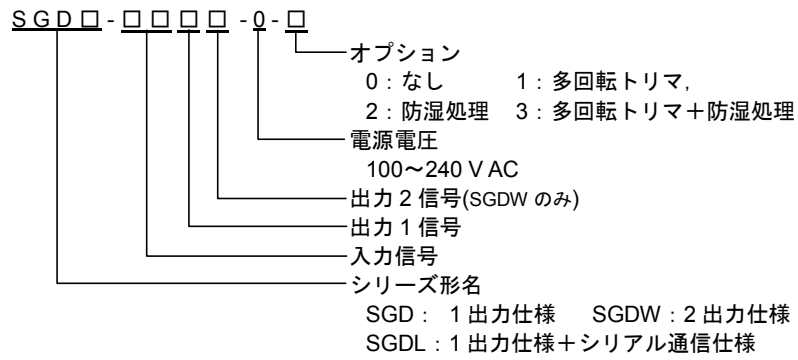 SGD□-□□□□-0-□
オプション
0：なし 1：多回転トリマ,
2：防湿処理 3：多回転トリマ＋防湿処理
電源電圧
100～240 V AC
出力2信号(SGDW のみ)
出力1信号
入力信号
シリーズ形名
SGD： 1出力仕様 SGDW：2出力仕様
SGDL：1出力仕様＋シリアル通信仕様